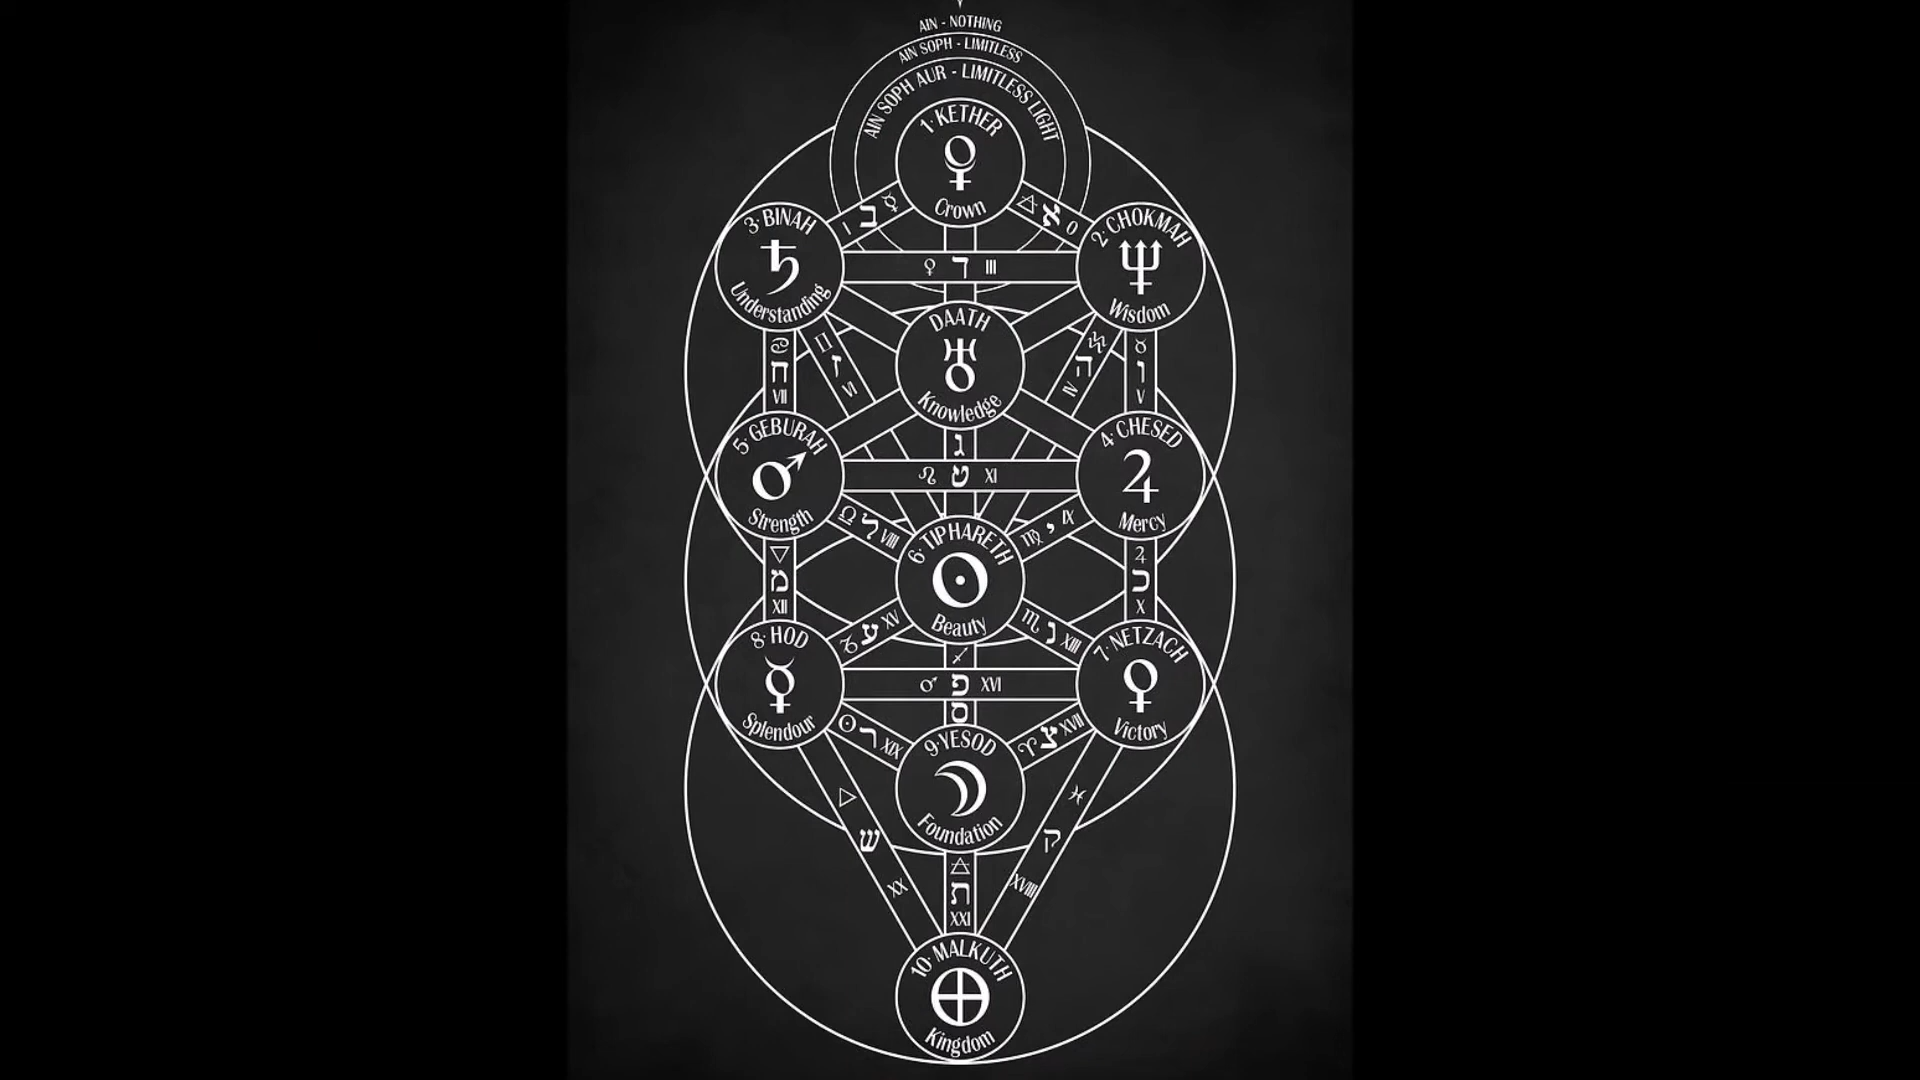 AIN - NOTHING
AIN SOPH - LIMITLESS
AIN SOPH AUR - LIMITLESS LIGHT
1· KETHER
Crown
I ב
א 0
3· BINAH
Understanding
2· CHOKMAH
Wisdom
ד III
DAATH
Knowledge
ח
VII
ז
VI
ה
IV
ו
V
ג
5· GEBURAH
Strength
ט XI
4· CHESED
Mercy
ל VIII
6· TIPHARETH
Beauty
י IX
מ
XII
כ
X
8· HOD
Splendour
ע XV
נ XIII
7· NETZACH
Victory
פ XVI
ס
ר XIX
9· YESOD
Foundation
צ XVII
ש
XX
ת
XXI
ק
XVIII
10· MALKUTH
Kingdom